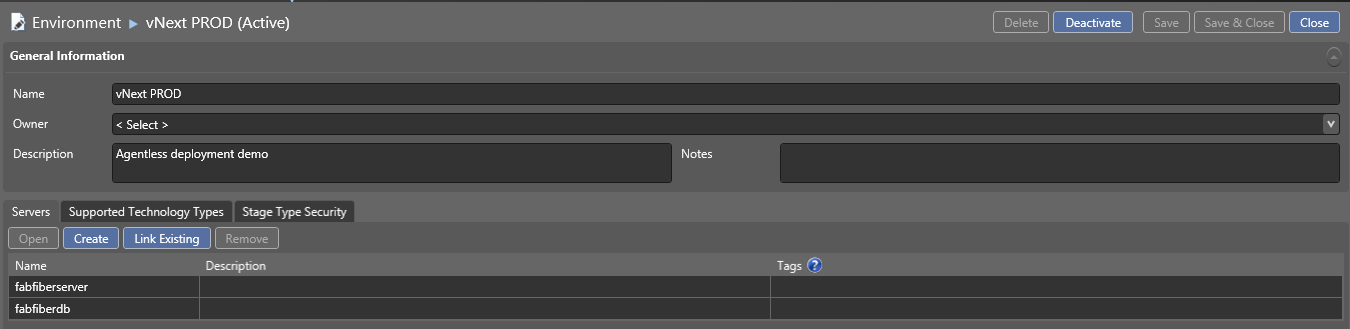 Environment ▸ vNext PROD (Active) Delete Deactivate Save Save & Close Close
General Information
Name vNext PROD
Owner < Select >
Description Agentless deployment demo Notes
Servers Supported Technology Types Stage Type Security
Open Create Link Existing Remove
Name Description Tags ?
fabfiberserver
fabfiberdb